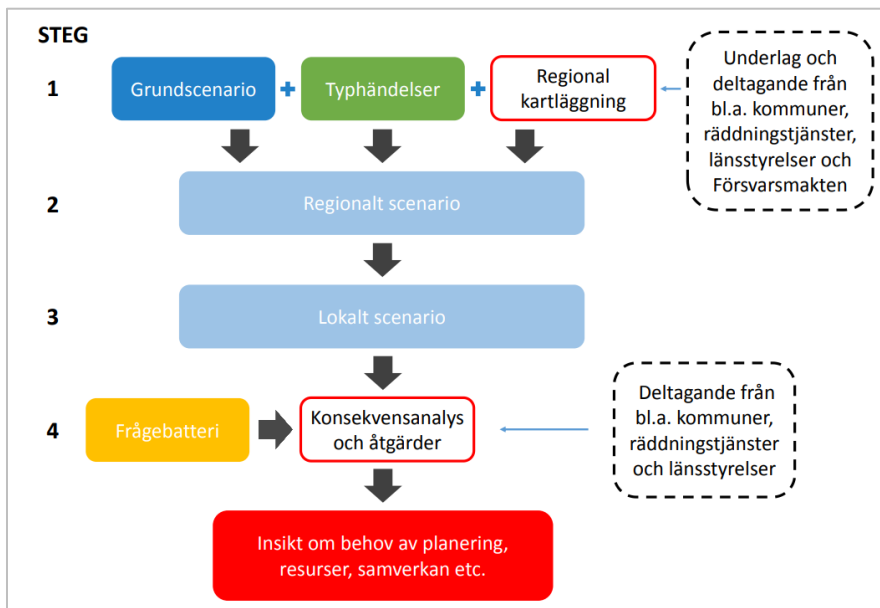 STEG
1
Grundscenario
+
Typhändelser
+
Regional
kartläggning
Underlag och
deltagande från
bl.a. kommuner,
räddningstjänster,
länsstyrelser och
Försvarsmakten
2
Regionalt scenario
3
Lokalt scenario
4
Frågebatteri
Konsekvensanalys
och åtgärder
Deltagande från
bl.a. kommuner,
räddningstjänster
och länsstyrelser
Insikt om behov av planering,
resurser, samverkan etc.